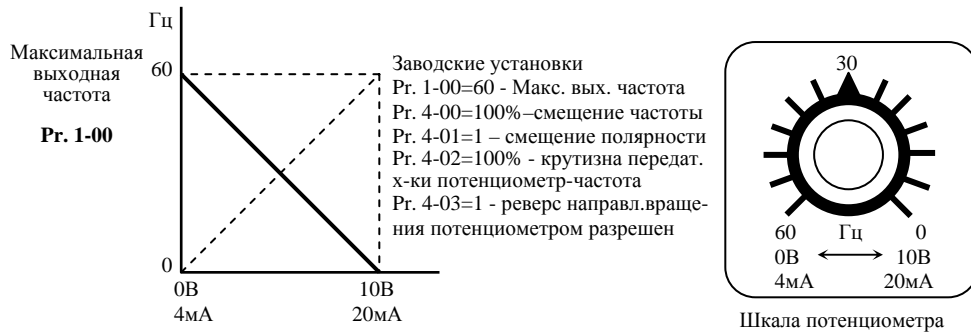 Гц
Максимальная
выходная
частота
Pr. 1-00
60
0
0В
4мА
10В
20мА
Заводские установки
Pr. 1-00=60 - Макс. вых. частота
Pr. 4-00=100%–смещение частоты
Pr. 4-01=1 – смещение полярности
Pr. 4-02=100% - крутизна передат.
х-ки потенциометр-частота
Pr. 4-03=1 - реверс направл.враще-
ния потенциометром разрешен
30
60 Гц 0
0В 10В
4мА 20мА
Шкала потенциометра